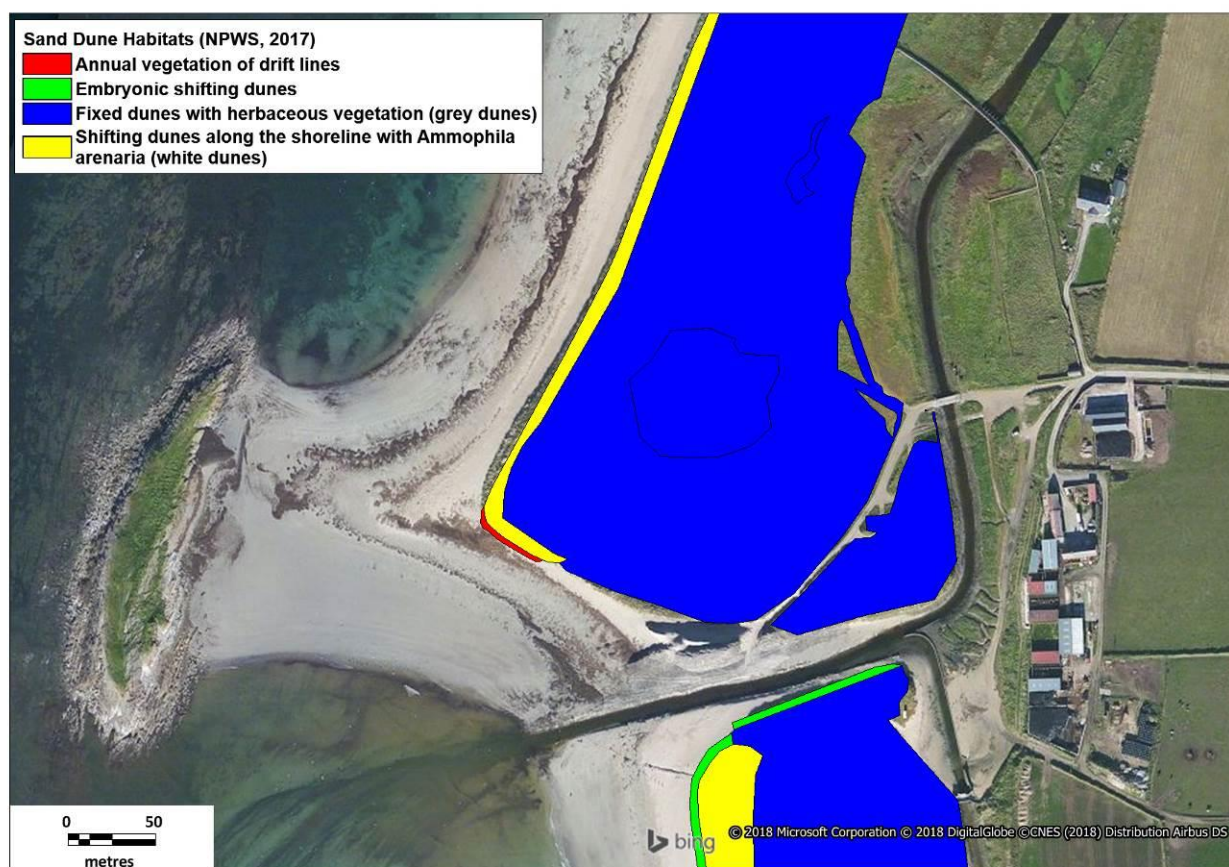 Sand Dune Habitats (NPWS, 2017)
Annual vegetation of drift lines
Embryonic shifting dunes
Fixed dunes with herbaceous vegetation (grey dunes)
Shifting dunes along the shoreline with Ammophila
arenaria (white dunes)
0 50
metres
bing
© 2018 Microsoft Corporation © 2018 DigitalGlobe ©CNES (2018) Distribution Airbus DS